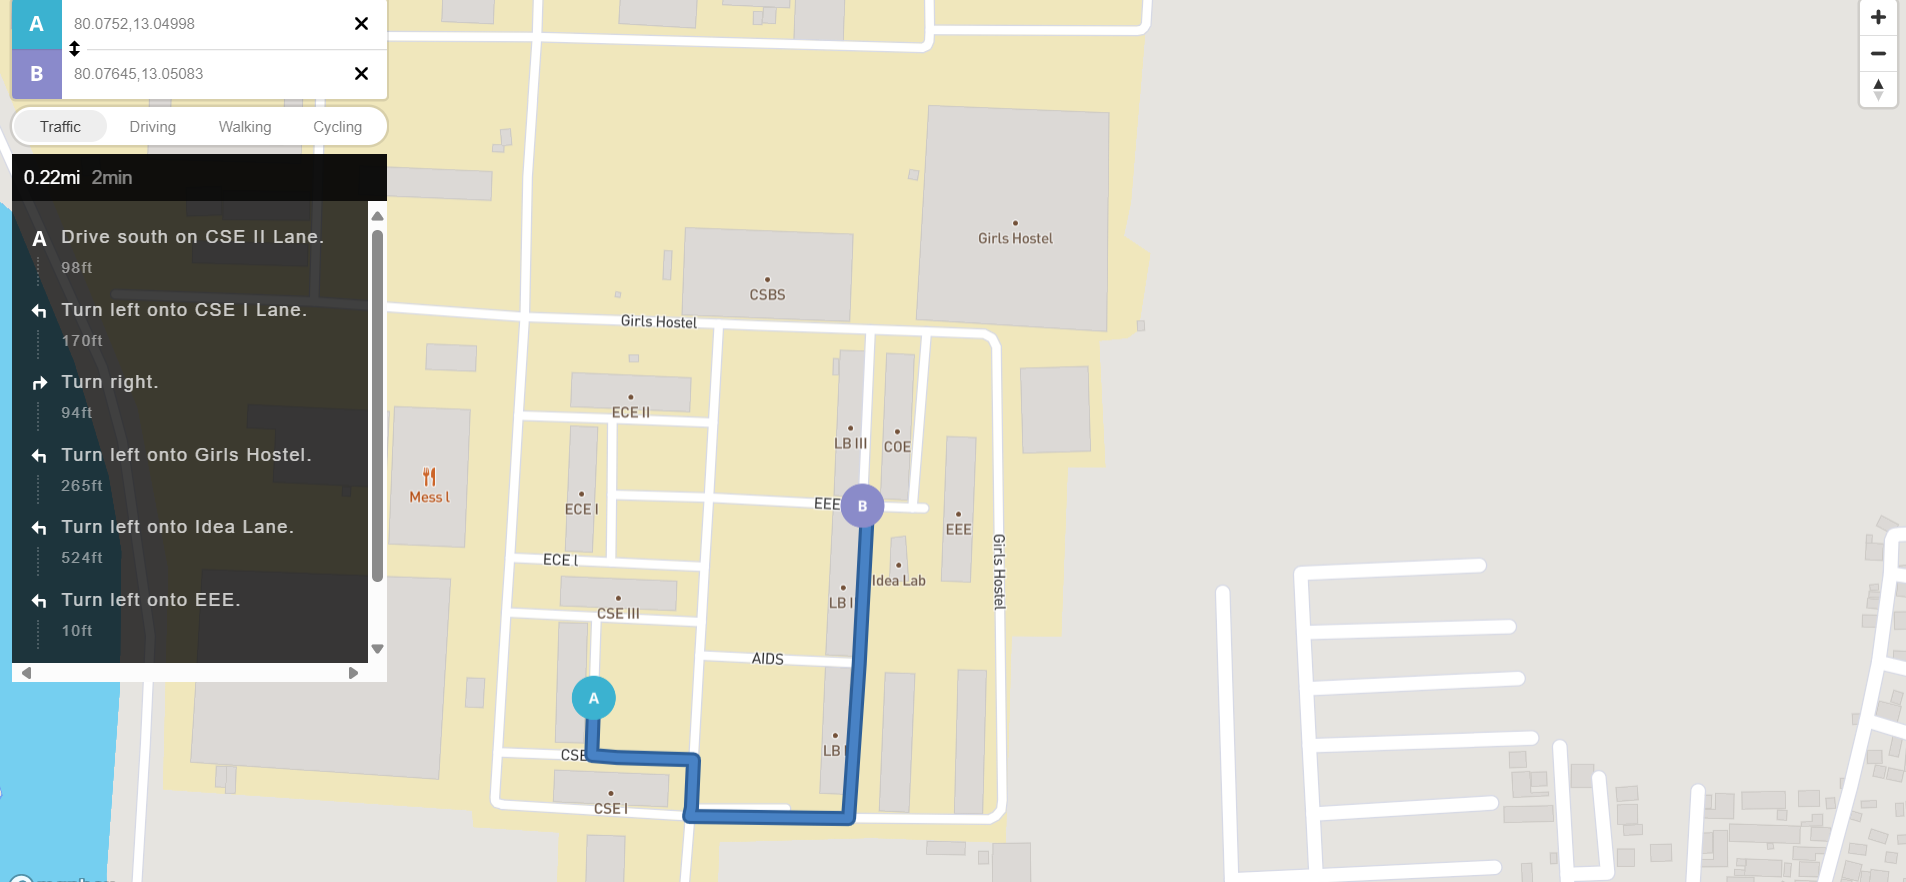 A
80.0752,13.04998
B
80.07645,13.05083
Traffic
Driving
Walking
Cycling
0.22mi 2min
A
Drive south on CSE II Lane.
98ft
Turn left onto CSE I Lane.
170ft
Turn right.
94ft
Turn left onto Girls Hostel.
265ft
Turn left onto Idea Lane.
524ft
Turn left onto EEE.
10ft
Girls Hostel
CSBS
Girls Hostel
ECE II
LB III
COE
Mess l
ECE I
EEE
B
EEE
ECE l
Girls Hostel
Idea Lab
LB I
CSE III
AIDS
A
CSE
LB
CSE I